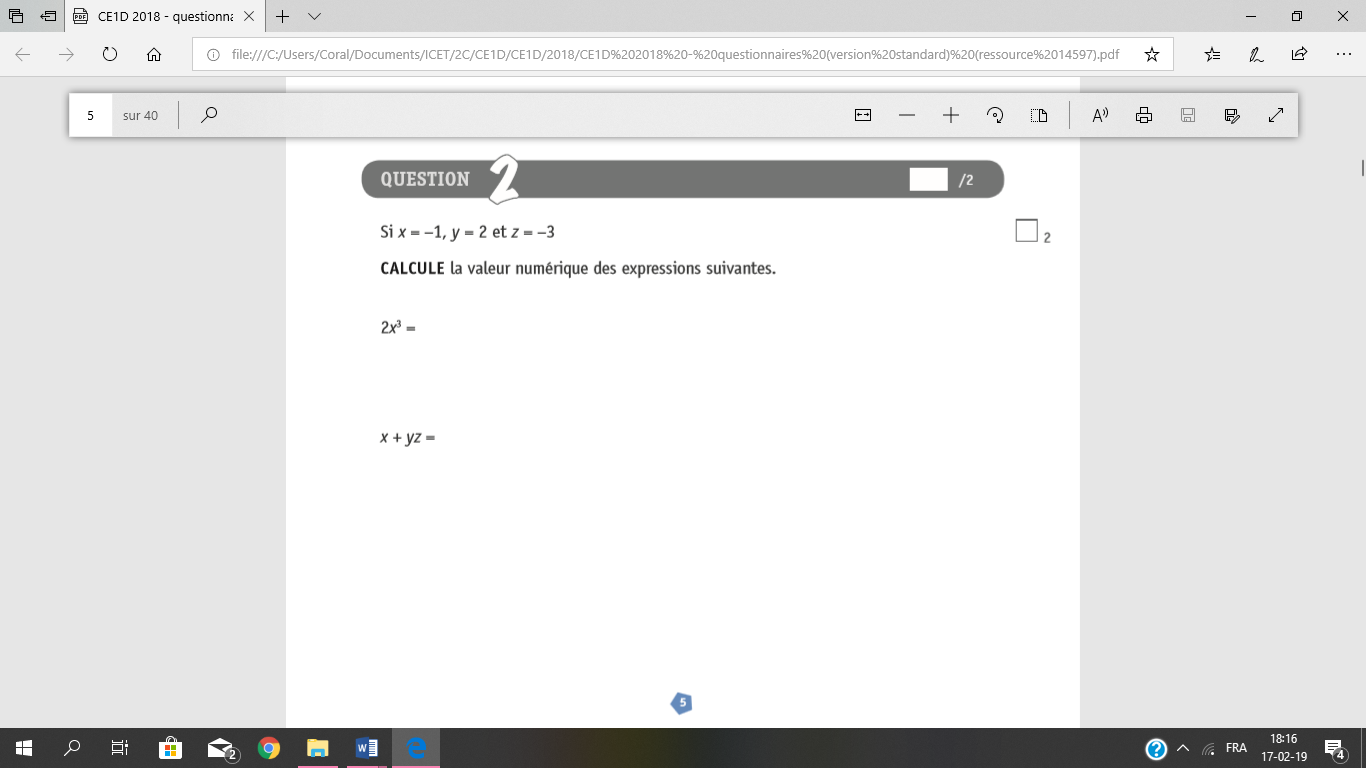 CE1D 2018 - questionna
file:///C:/Users/Coral/Documents/ICET/2C/CE1D/CE1D/2018/CE1D%202018%20-%20questionnaires%20(version%20standard)%20(ressource%2014597).pdf
5 sur 40
QUESTION 2 /2
Si x = –1, y = 2 et z = –3
2
CALCULE la valeur numérique des expressions suivantes.
2x³ =
x + yz =
5
2
W
FRA
18:16
17-02-19
4